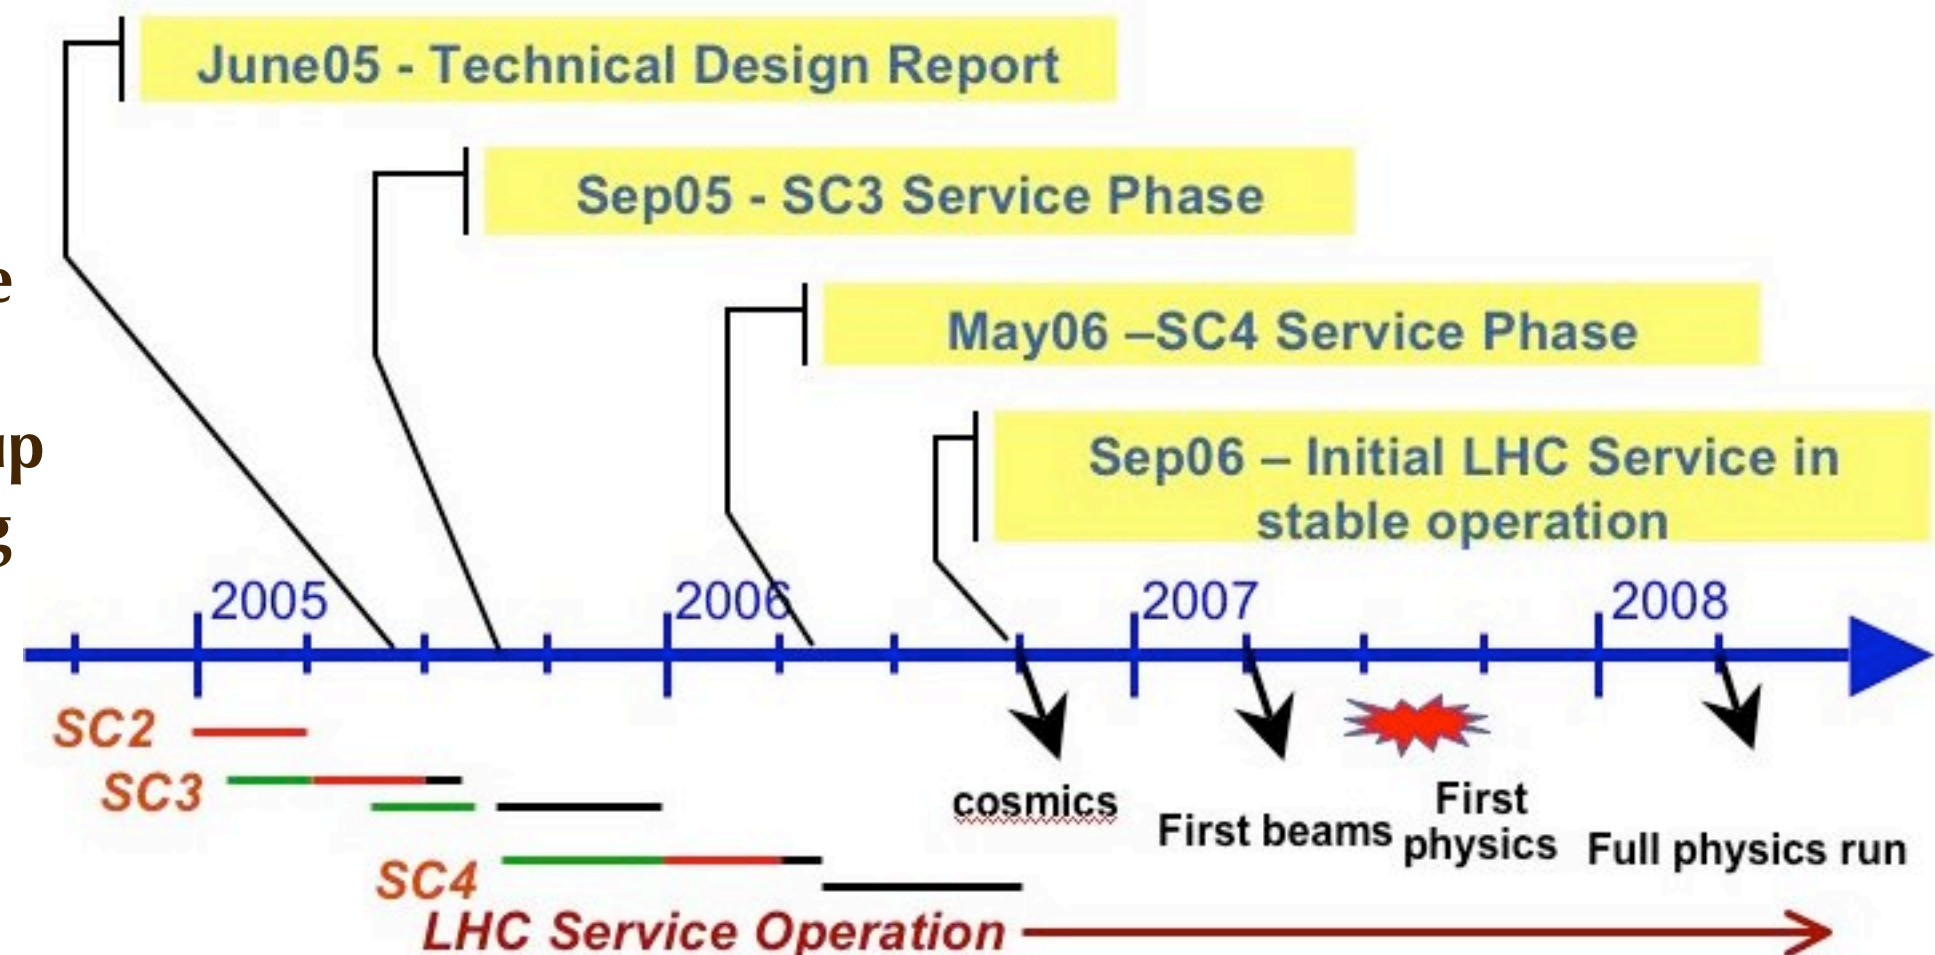 June05 - Technical Design Report
Sep05 - SC3 Service Phase
May06 –SC4 Service Phase
Sep06 – Initial LHC Service in
stable operation
2005
2006
2007
2008
SC2
SC3
SC4
cosmics
First beams
First
physics
Full physics run
LHC Service Operation